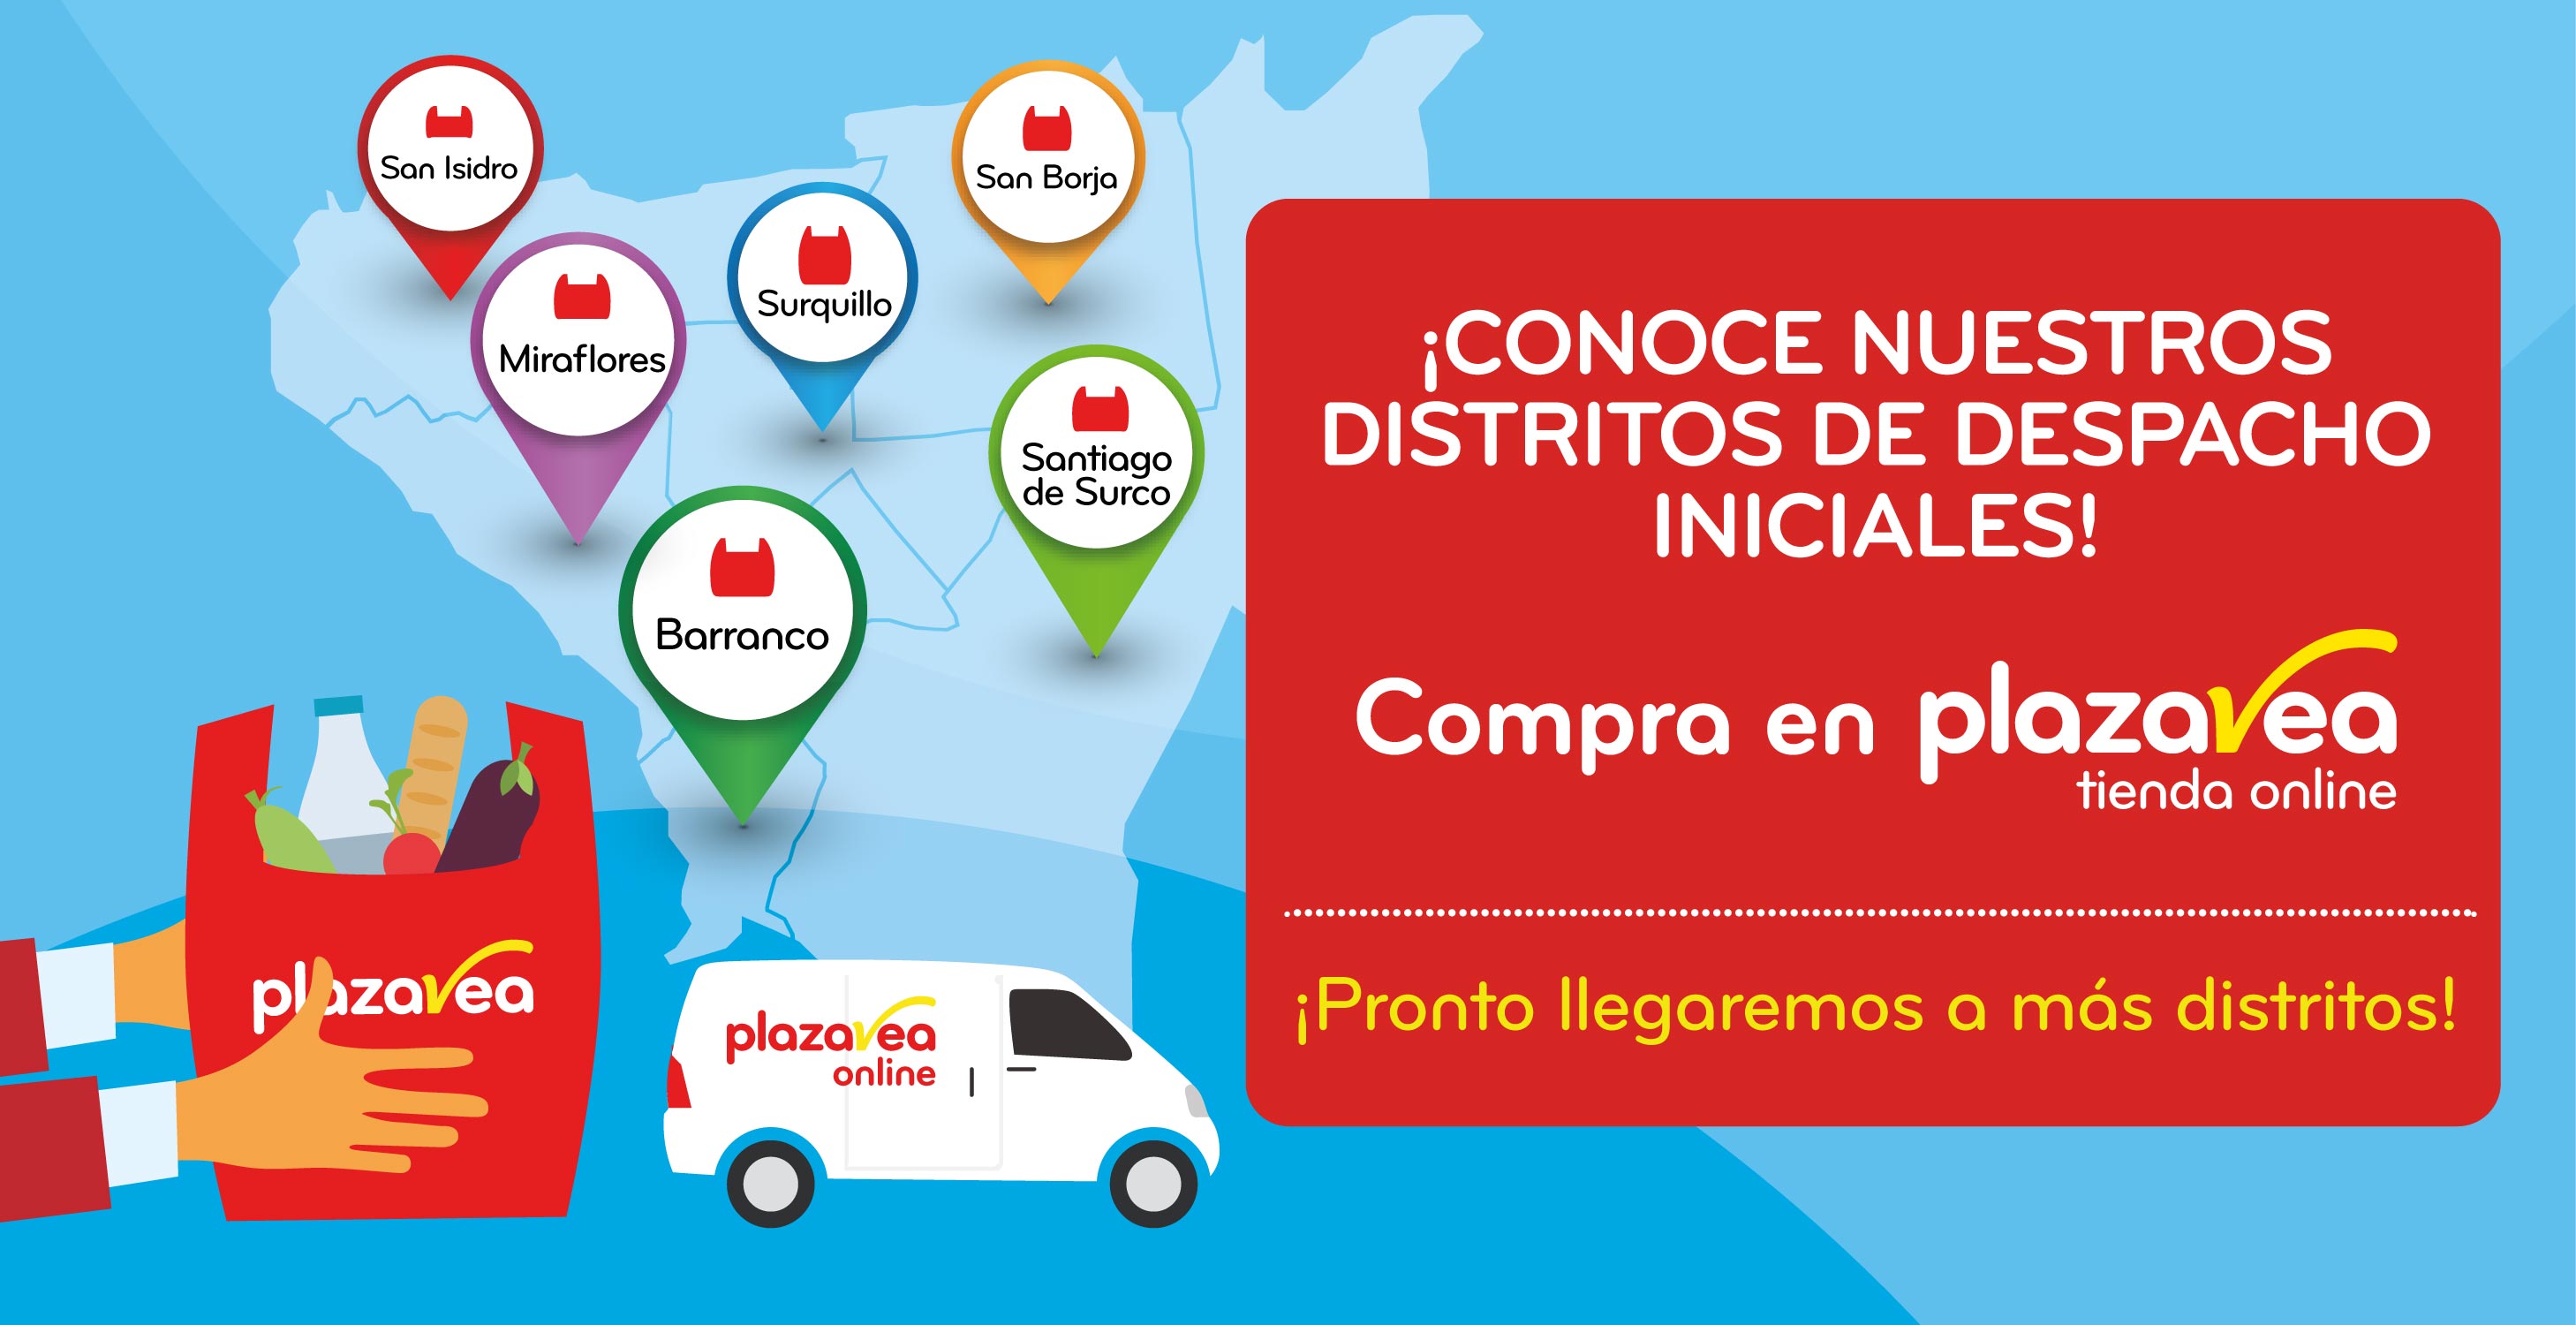 San Isidro
San Borja
Surquillo
Miraflores
Santiago
de Surco
Barranco
¡CONOCE NUESTROS
DISTRITOS DE DESPACHO
INICIALES!
Compra en plazavea
tienda online
¡Pronto llegaremos a más distritos!
plazavea
plazavea
online